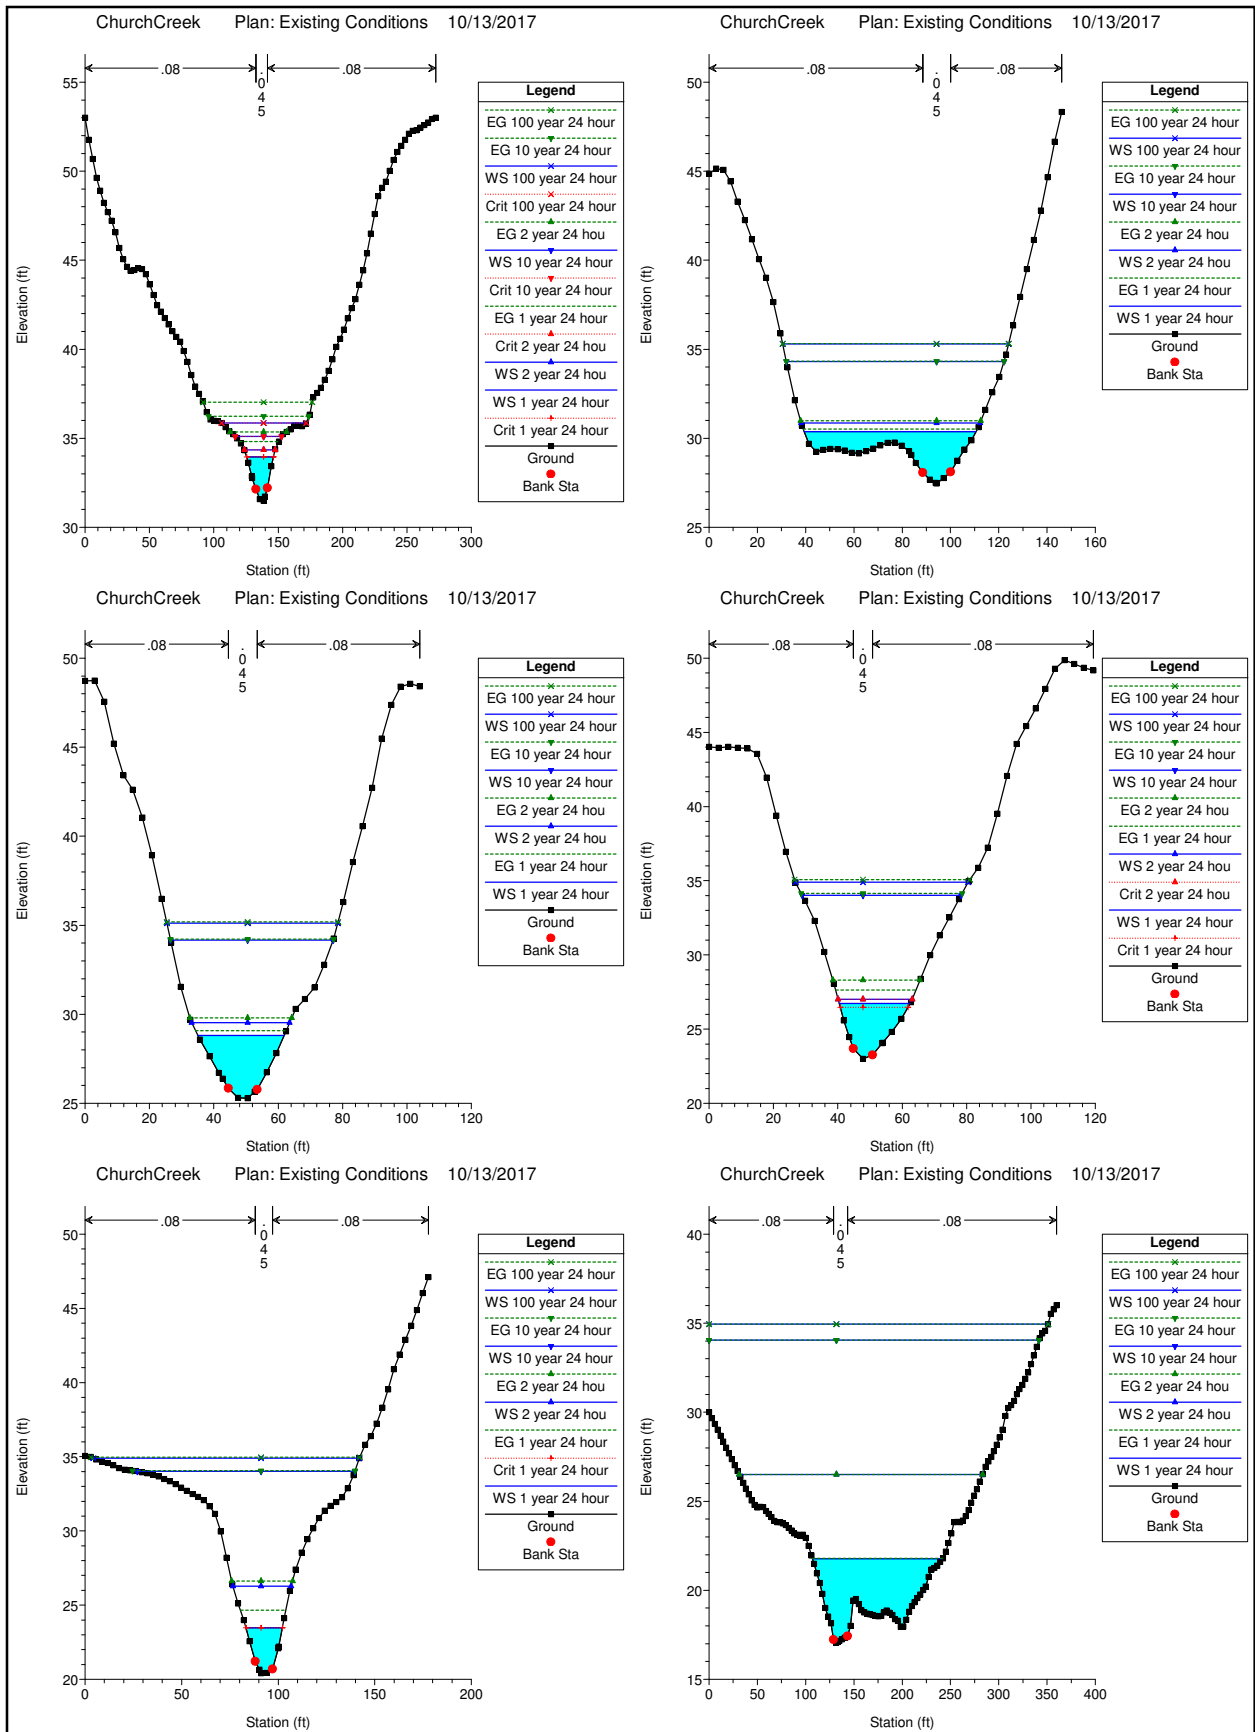 ChurchCreek Plan: Existing Conditions 10/13/2017
.08 .045 .08
55
50
45
40
35
30
Elevation (ft)
0 50 100 150 200 250 300
Station (ft)
Legend
EG 100 year 24 hour
EG 10 year 24 hour
WS 100 year 24 hour
Crit 100 year 24 hour
EG 2 year 24 hou
WS 10 year 24 hour
Crit 10 year 24 hour
EG 1 year 24 hour
Crit 2 year 24 hou
WS 2 year 24 hou
WS 1 year 24 hour
Crit 1 year 24 hour
Ground
Bank Sta
ChurchCreek Plan: Existing Conditions 10/13/2017
.08 .045 .08
50
45
40
35
30
25
Elevation (ft)
0 20 40 60 80 100 120 140 160
Station (ft)
Legend
EG 100 year 24 hour
WS 100 year 24 hour
EG 10 year 24 hour
WS 10 year 24 hour
EG 2 year 24 hou
WS 2 year 24 hou
EG 1 year 24 hour
WS 1 year 24 hour
Ground
Bank Sta
ChurchCreek Plan: Existing Conditions 10/13/2017
.08 .045 .08
50
45
40
35
30
25
Elevation (ft)
0 20 40 60 80 100 120
Station (ft)
Legend
EG 100 year 24 hour
WS 100 year 24 hour
EG 10 year 24 hour
WS 10 year 24 hour
EG 2 year 24 hou
WS 2 year 24 hou
EG 1 year 24 hour
WS 1 year 24 hour
Ground
Bank Sta
ChurchCreek Plan: Existing Conditions 10/13/2017
.08 .045 .08
50
45
40
35
30
25
20
Elevation (ft)
0 20 40 60 80 100 120
Station (ft)
Legend
EG 100 year 24 hour
WS 100 year 24 hour
EG 10 year 24 hour
WS 10 year 24 hour
EG 2 year 24 hou
EG 1 year 24 hour
WS 2 year 24 hou
Crit 2 year 24 hou
WS 1 year 24 hour
Crit 1 year 24 hour
Ground
Bank Sta
ChurchCreek Plan: Existing Conditions 10/13/2017
.08 .045 .08
50
45
40
35
30
25
20
Elevation (ft)
0 50 100 150 200
Station (ft)
Legend
EG 100 year 24 hour
WS 100 year 24 hour
EG 10 year 24 hour
WS 10 year 24 hour
EG 2 year 24 hou
WS 2 year 24 hou
EG 1 year 24 hour
Crit 1 year 24 hour
WS 1 year 24 hour
Ground
Bank Sta
ChurchCreek Plan: Existing Conditions 10/13/2017
.08 .045 .08
40
35
30
25
20
15
Elevation (ft)
0 50 100 150 200 250 300 350 400
Station (ft)
Legend
EG 100 year 24 hour
WS 100 year 24 hour
EG 10 year 24 hour
WS 10 year 24 hour
EG 2 year 24 hou
WS 2 year 24 hou
EG 1 year 24 hour
WS 1 year 24 hour
Ground
Bank Sta